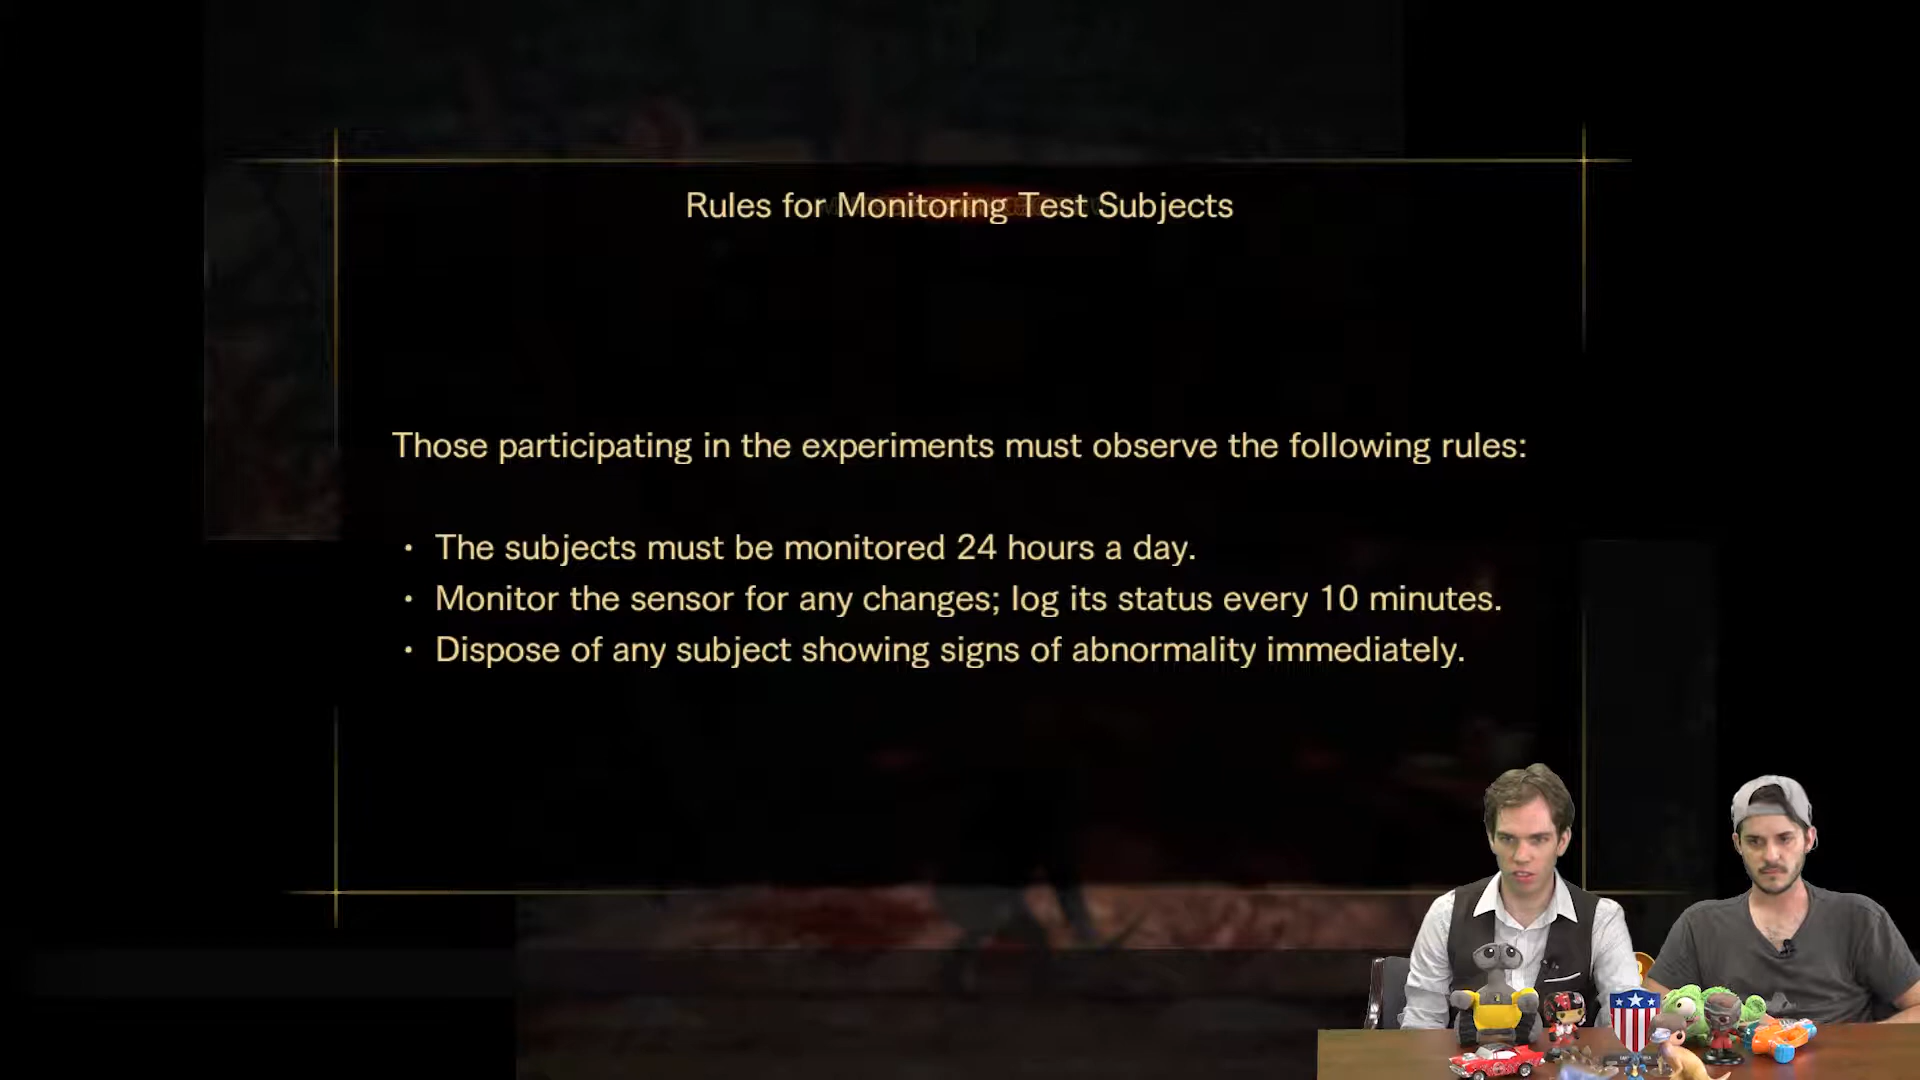 Rules for Monitoring Test Subjects
Those participating in the experiments must observe the following rules:
・ The subjects must be monitored 24 hours a day.
・ Monitor the sensor for any changes; log its status every 10 minutes.
・ Dispose of any subject showing signs of abnormality immediately.